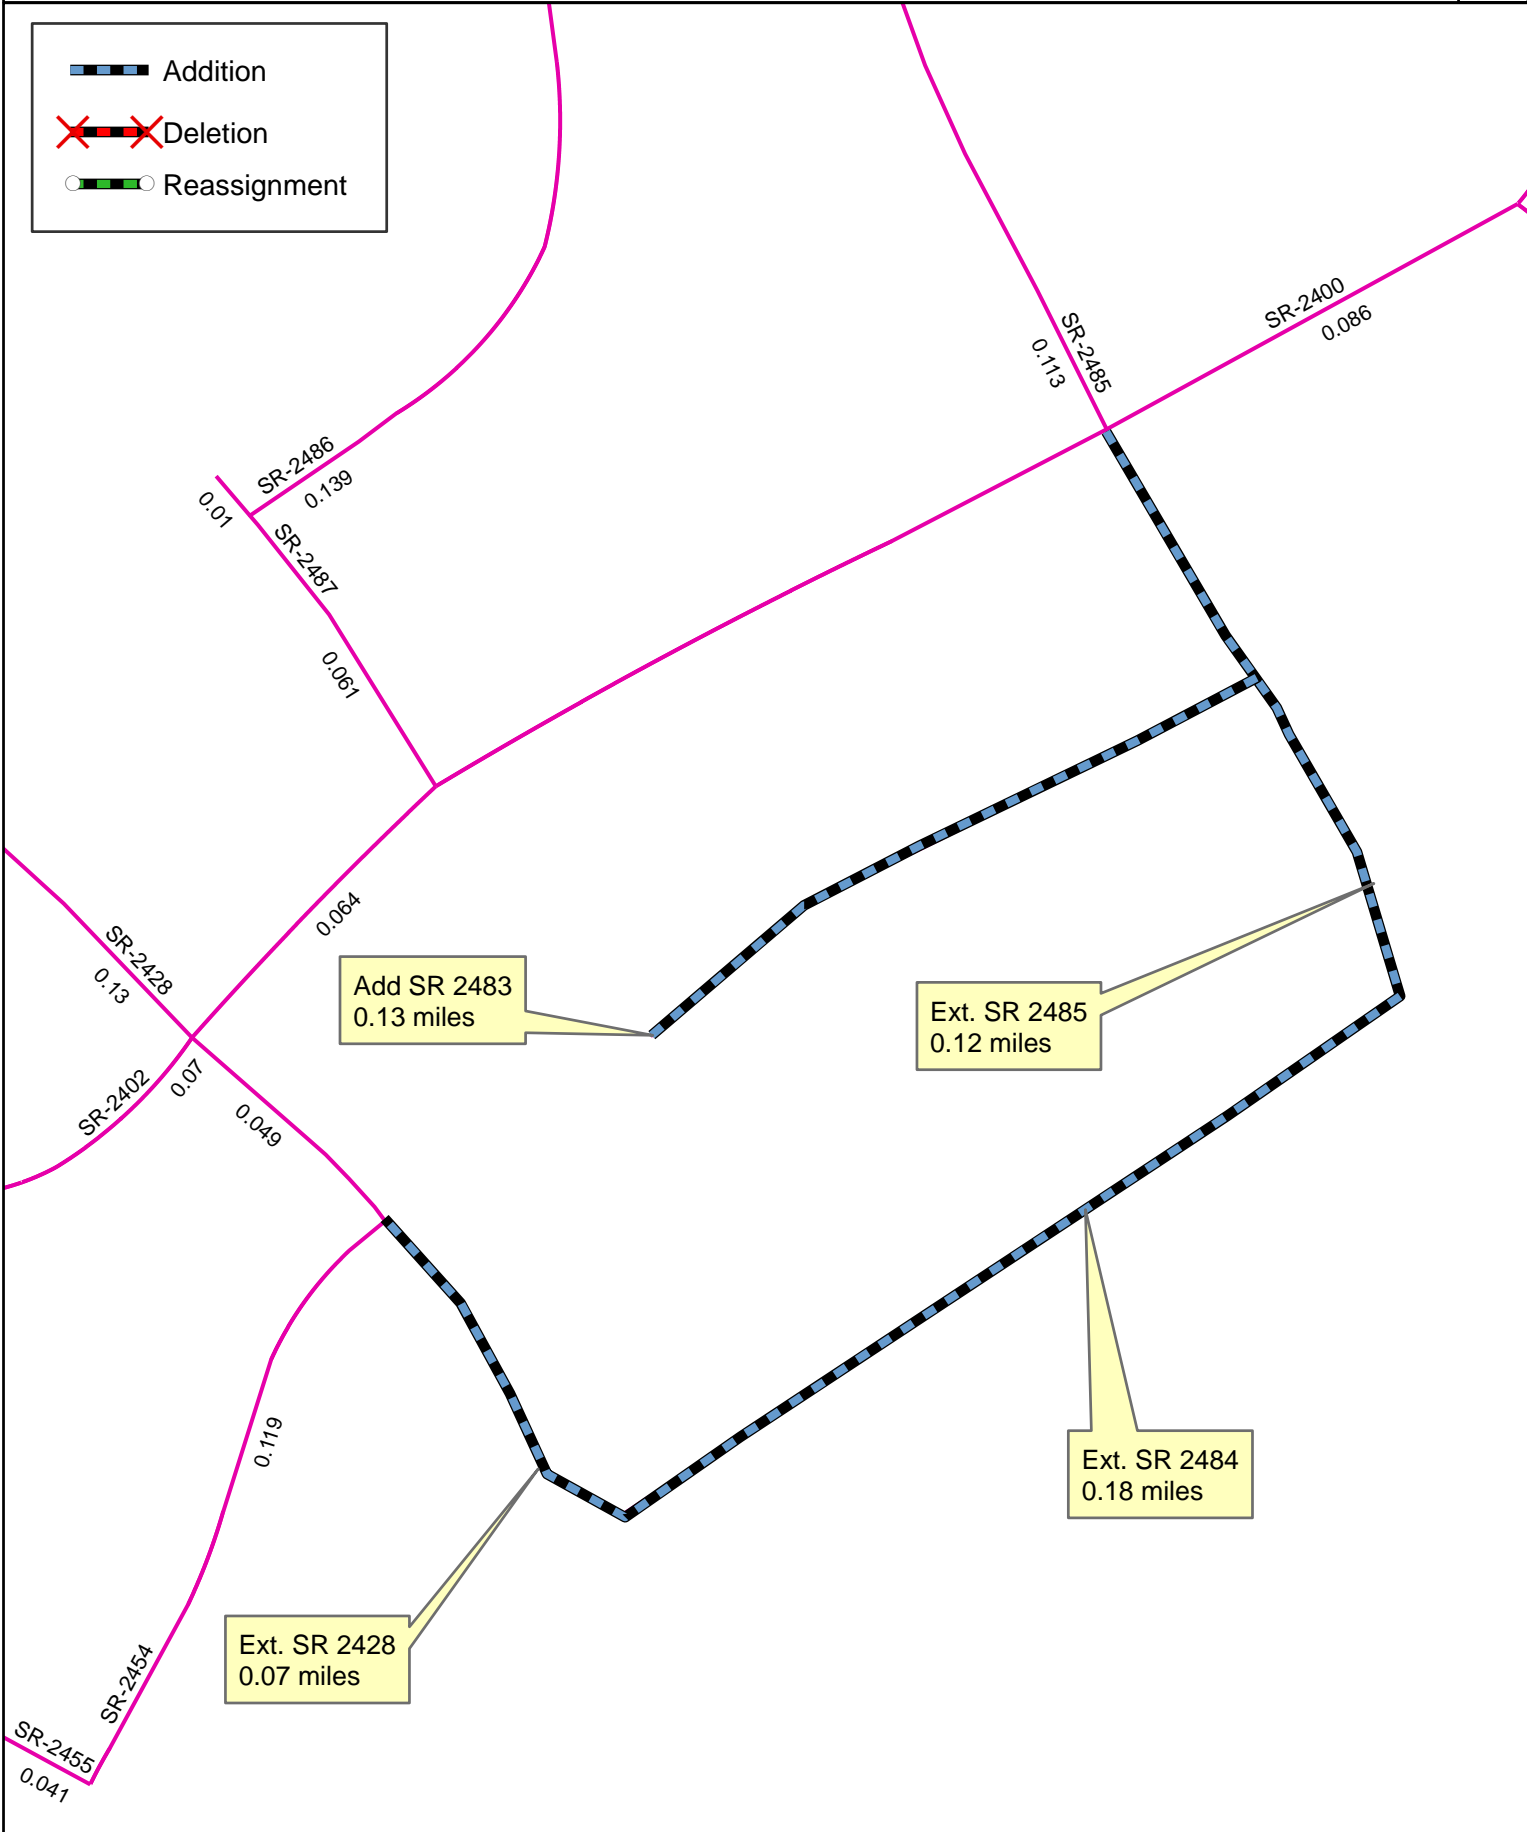 Addition
Deletion
Reassignment
SR-2400
0.086
SR-2485
0.113
SR-2486
0.139
0.01
SR-2487
0.061
0.064
SR-2428
0.13
Add SR 2483
0.13 miles
Ext. SR 2485
0.12 miles
SR-2402
0.07
0.049
0.119
Ext. SR 2484
0.18 miles
Ext. SR 2428
0.07 miles
SR-2454
SR-2455
0.041